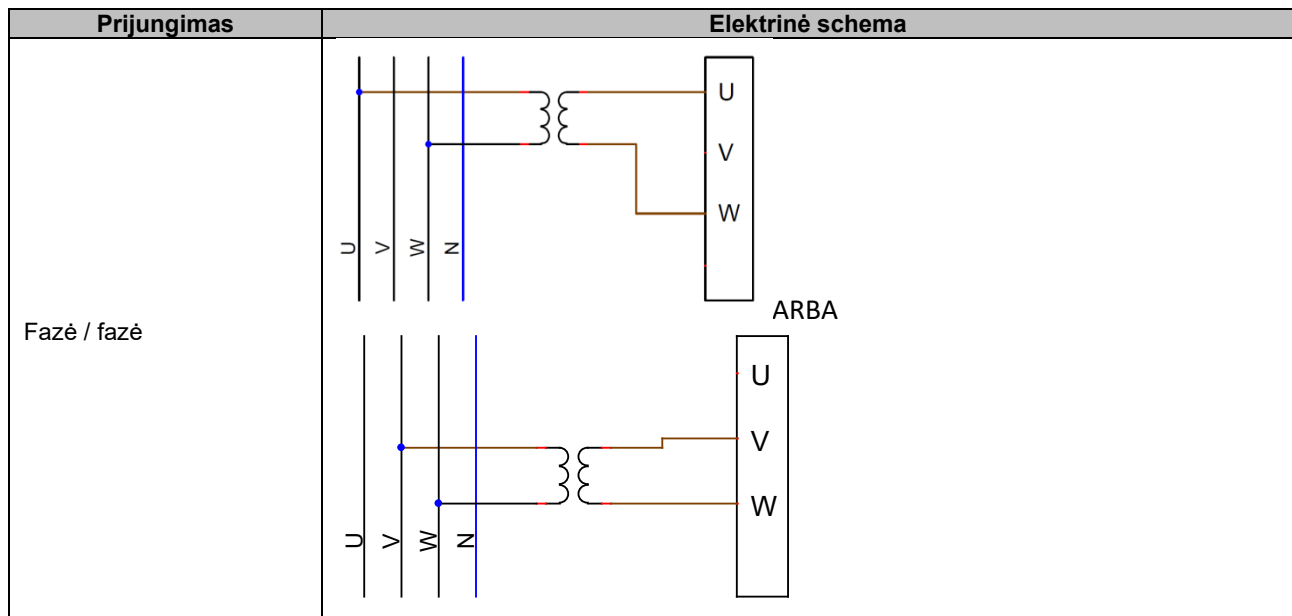 Prijungimas
Elektrinė schema
Fazė / fazė
U
V
W
U
V
W
N
ARBA
U
V
W
U
V
W
N